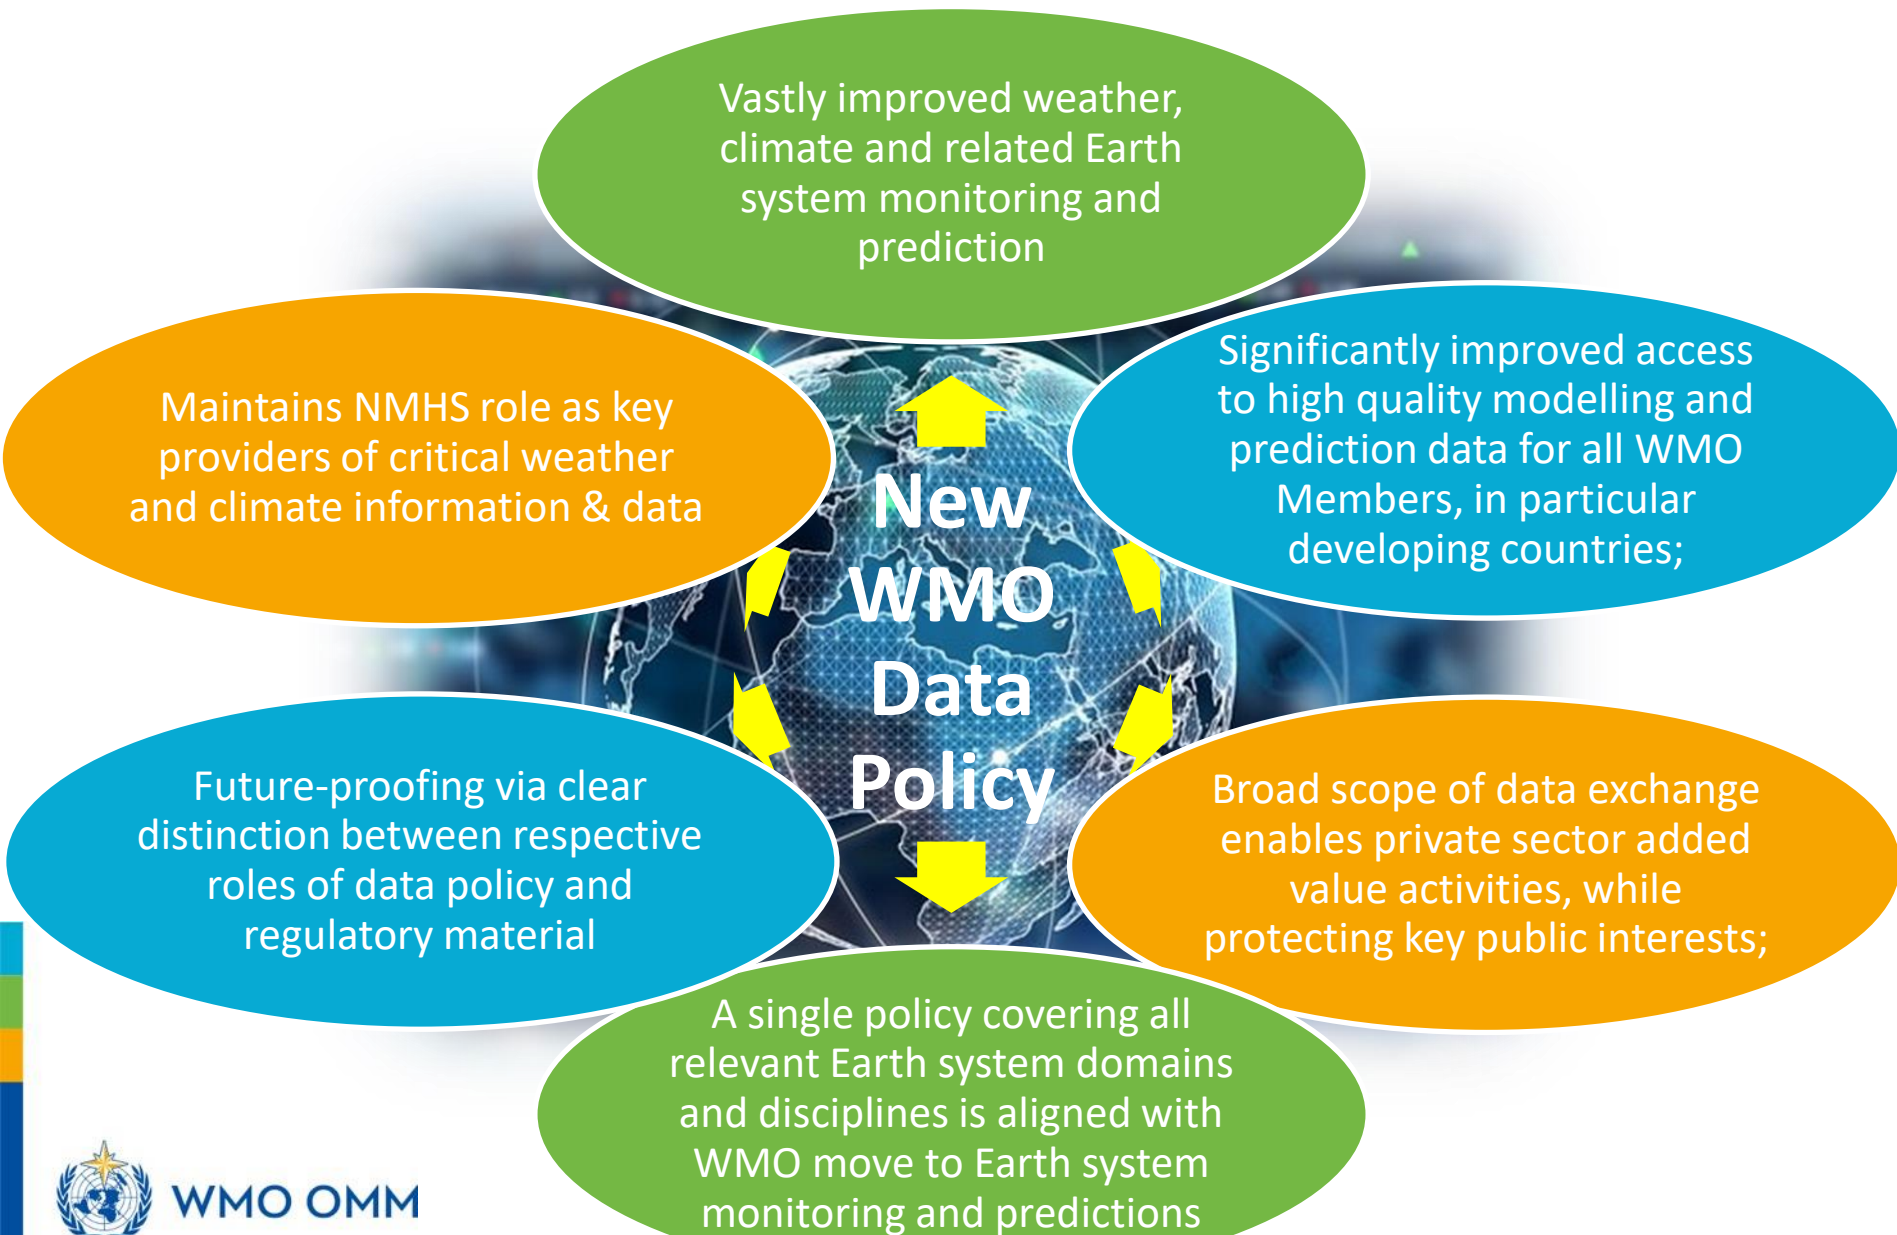 Vastly improved weather,
climate and related Earth
system monitoring and
prediction
Significantly improved access
to high quality modelling and
prediction data for all WMO
Members, in particular
developing countries;
Maintains NMHS role as key
providers of critical weather
and climate information & data
New
WMO
Data
Policy
Future-proofing via clear
distinction between respective
roles of data policy and
regulatory material
Broad scope of data exchange
enables private sector added
value activities, while
protecting key public interests;
A single policy covering all
relevant Earth system domains
and disciplines is aligned with
WMO move to Earth system
monitoring and predictions
WMO OMM